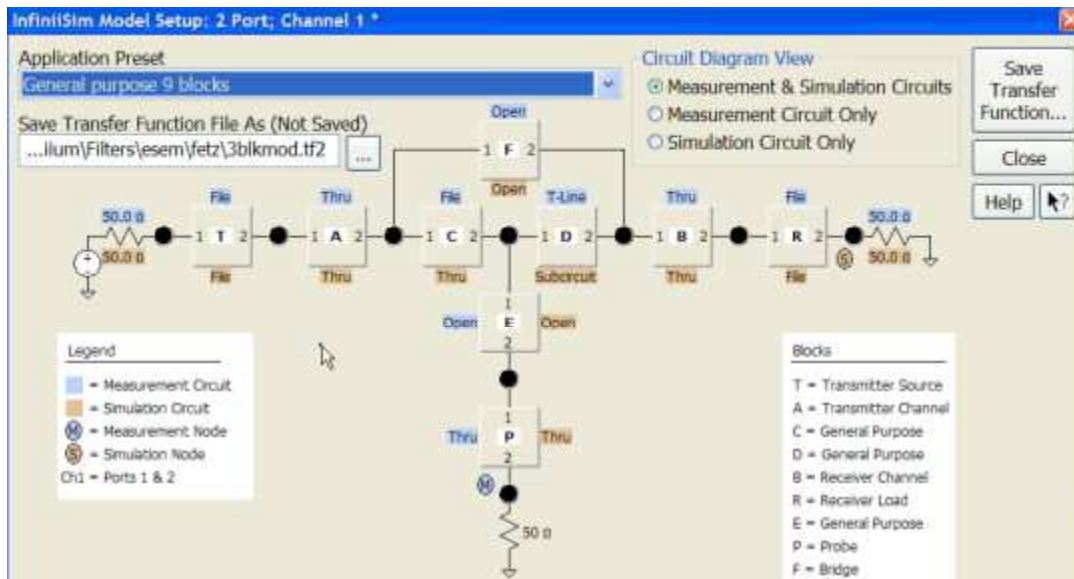 InfiniiSim Model Setup: 2 Port; Channel 1 *
Application Preset
General purpose 9 blocks
Save Transfer Function File As (Not Saved)
...ilum\Filters\esem\fetz\3blkmod.tf2
...
Circuit Diagram View
Measurement & Simulation Circuits
Measurement Circuit Only
Simulation Circuit Only
Save
Transfer
Function...
Close
Help
Open
1 F 2
Open
File Thru File T-Line Thru File
50.0 Ω 50.0 Ω
1 T 2 1 A 2 1 C 2 1 D 2 1 B 2 1 R 2
50.0 Ω S 50.0 Ω
File Thru Thru Subcircuit Thru File
1
Open E Open
2
1
Thru P Thru
2
M
50 Ω
Legend
= Measurement Circuit
= Simulation Circuit
M = Measurement Node
S = Simulation Node
Ch1 = Ports 1 & 2
Blocks
T = Transmitter Source
A = Transmitter Channel
C = General Purpose
D = General Purpose
B = Receiver Channel
R = Receiver Load
E = General Purpose
P = Probe
F = Bridge